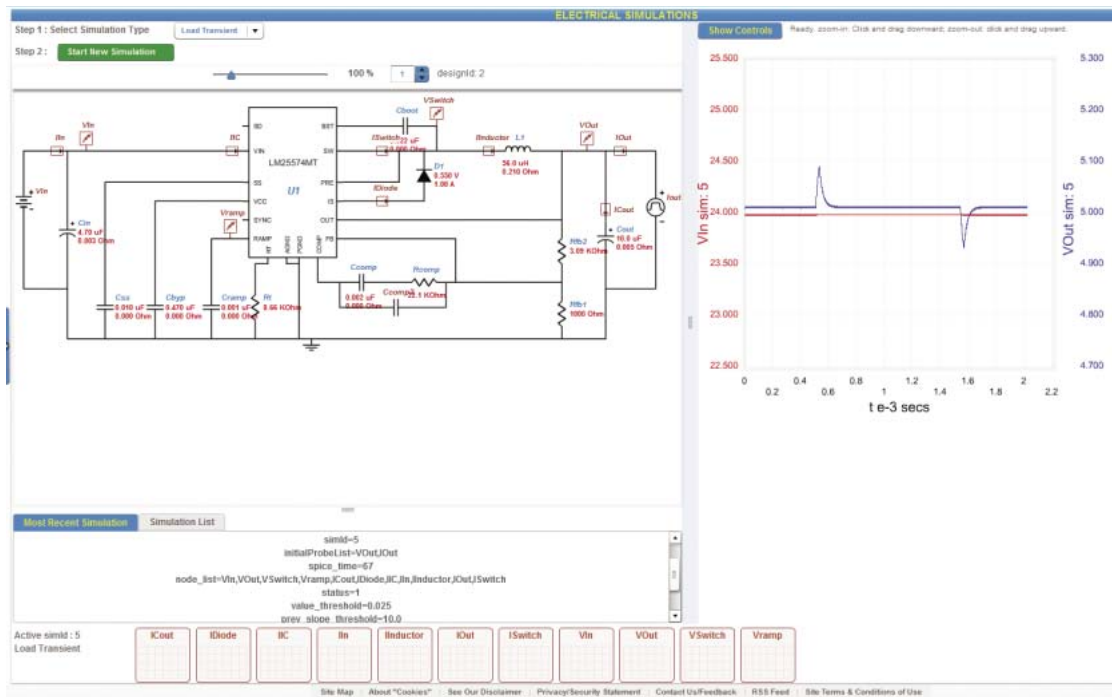 ELECTRICAL SIMULATIONS
Step 1 : Select Simulation Type
Load Transient
Step 2 :
Start New Simulation
100 %
1
designId: 2
Show Controls
Ready. zoom-in: Click and drag downward; zoom-out: click and drag upward.
IIn
VIn
IIC
BD
VIN
SS
VCC
SYNC
RAMP
RT
AGND
PGND
COMP
LM25574MT
U1
BST
SW
PRE
IS
OUT
FB
Cboot
VSwitch
ISwitch
0.000 Ohm
IInductor
L1
56.0 uH
0.210 Ohm
VOut
IOut
D1
0.550 V
1.00 A
IDiode
VIn
Cin
4.70 uF
0.003 Ohm
Vramp
Iout
ICout
Cout
10.0 uF
0.005 Ohm
Rfb2
3.09 KOhm
Rfb1
1000 Ohm
Ccomp
0.002 uF
0.000 Ohm
Rcomp
Ccomp2
22.1 KOhm
Css
0.010 uF
0.000 Ohm
Cbyp
0.470 uF
0.000 Ohm
Cramp
0.001 uF
0.000 Ohm
Rt
8.66 KOhm
25.500
25.000
24.500
24.000
23.500
23.000
22.500
VIn sim: 5
5.300
5.200
5.100
5.000
4.900
4.800
4.700
VOut sim: 5
0 0.4 0.8 1.2 1.6 2
0.2 0.6 1 1.4 1.8 2.2
t e-3 secs
Most Recent Simulation
Simulation List
simId=5
initialProbeList=VOut,IOut
spice_time=67
node_list=VIn,VOut,VSwitch,Vramp,ICout,IDiode,IIC,IIn,IInductor,IOut,ISwitch
status=1
value_threshold=0.025
prev_slope_threshold=10.0
Active simId : 5
Load Transient
ICout IDiode IIC IIn IInductor IOut ISwitch VIn VOut VSwitch Vramp
Site Map | About "Cookies" | See Our Disclaimer | Privacy/Security Statement | Contact Us/Feedback | RSS Feed | Site Terms & Conditions of Use